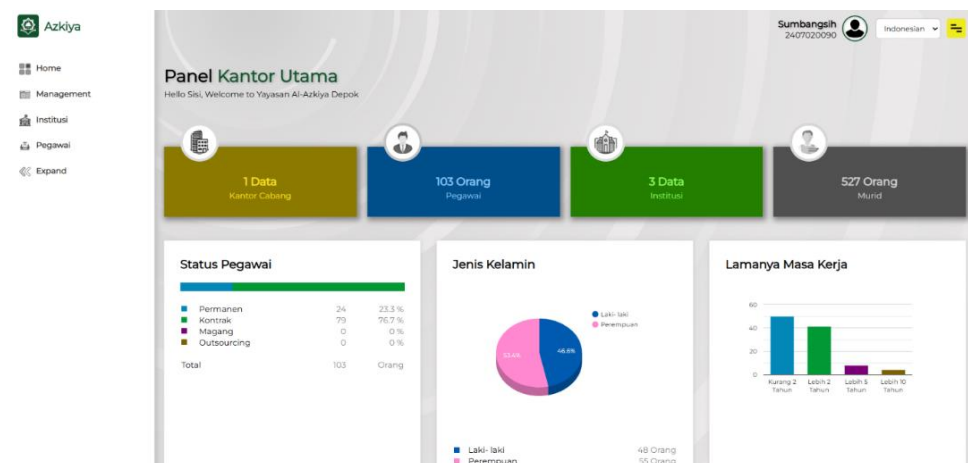 Azkiya
Sumbangsih
2407020090
Indonesian
Home
Management
Institusi
Pegawai
Expand
Panel Kantor Utama
Hello Sisi, Welcome to Yayasan Al-Azkiya Depok
1 Data
Kantor Cabang
103 Orang
Pegawai
3 Data
Institusi
527 Orang
Murid
Status Pegawai
Permanen 24 23.3 %
Kontrak 79 76.7 %
Magang 0 0 %
Outsourcing 0 0 %
Total 103 Orang
Jenis Kelamin
Laki- laki
Perempuan
53.4%
46.6%
Laki- laki 48 Orang
Perempuan 55 Orang
Lamanya Masa Kerja
60
40
20
0
Kurang 2 Tahun
Lebih 2 Tahun
Lebih 5 Tahun
Lebih 10 Tahun